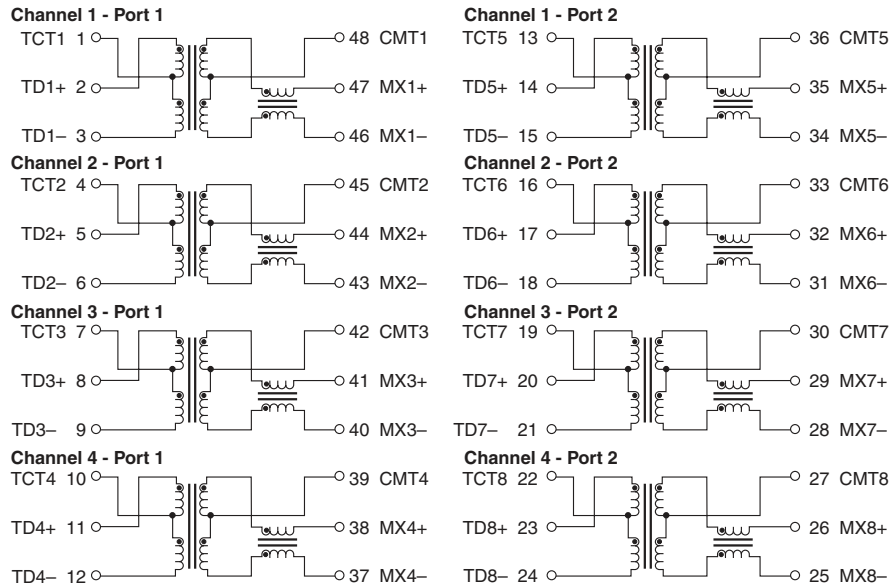 Channel 1 - Port 1
TCT1 1 48 CMT1
TD1+ 2 47 MX1+
TD1– 3 46 MX1–
Channel 2 - Port 1
TCT2 4 45 CMT2
TD2+ 5 44 MX2+
TD2– 6 43 MX2–
Channel 3 - Port 1
TCT3 7 42 CMT3
TD3+ 8 41 MX3+
TD3– 9 40 MX3–
Channel 4 - Port 1
TCT4 10 39 CMT4
TD4+ 11 38 MX4+
TD4– 12 37 MX4–
Channel 1 - Port 2
TCT5 13 36 CMT5
TD5+ 14 35 MX5+
TD5– 15 34 MX5–
Channel 2 - Port 2
TCT6 16 33 CMT6
TD6+ 17 32 MX6+
TD6– 18 31 MX6–
Channel 3 - Port 2
TCT7 19 30 CMT7
TD7+ 20 29 MX7+
TD7– 21 28 MX7–
Channel 4 - Port 2
TCT8 22 27 CMT8
TD8+ 23 26 MX8+
TD8– 24 25 MX8–